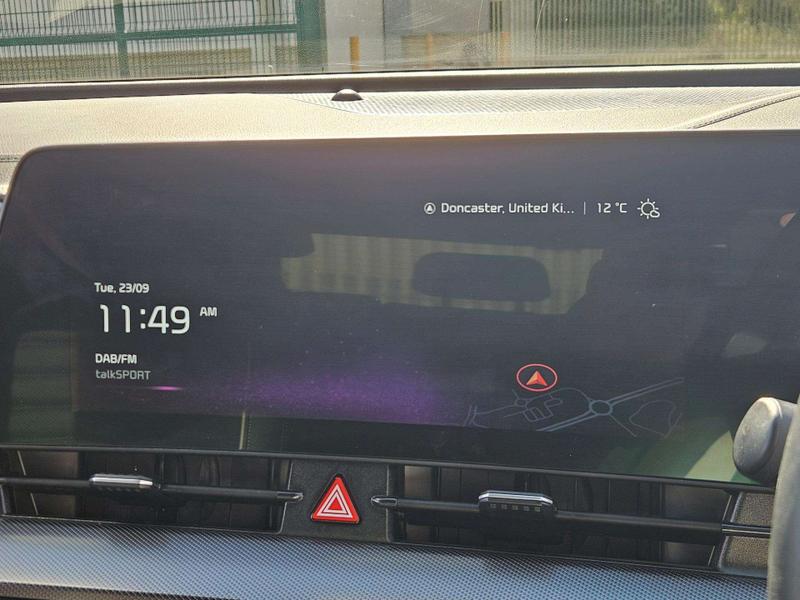 Doncaster, United Ki... | 12 °C
Tue, 23/09
11:49 AM
DAB/FM
talkSPORT